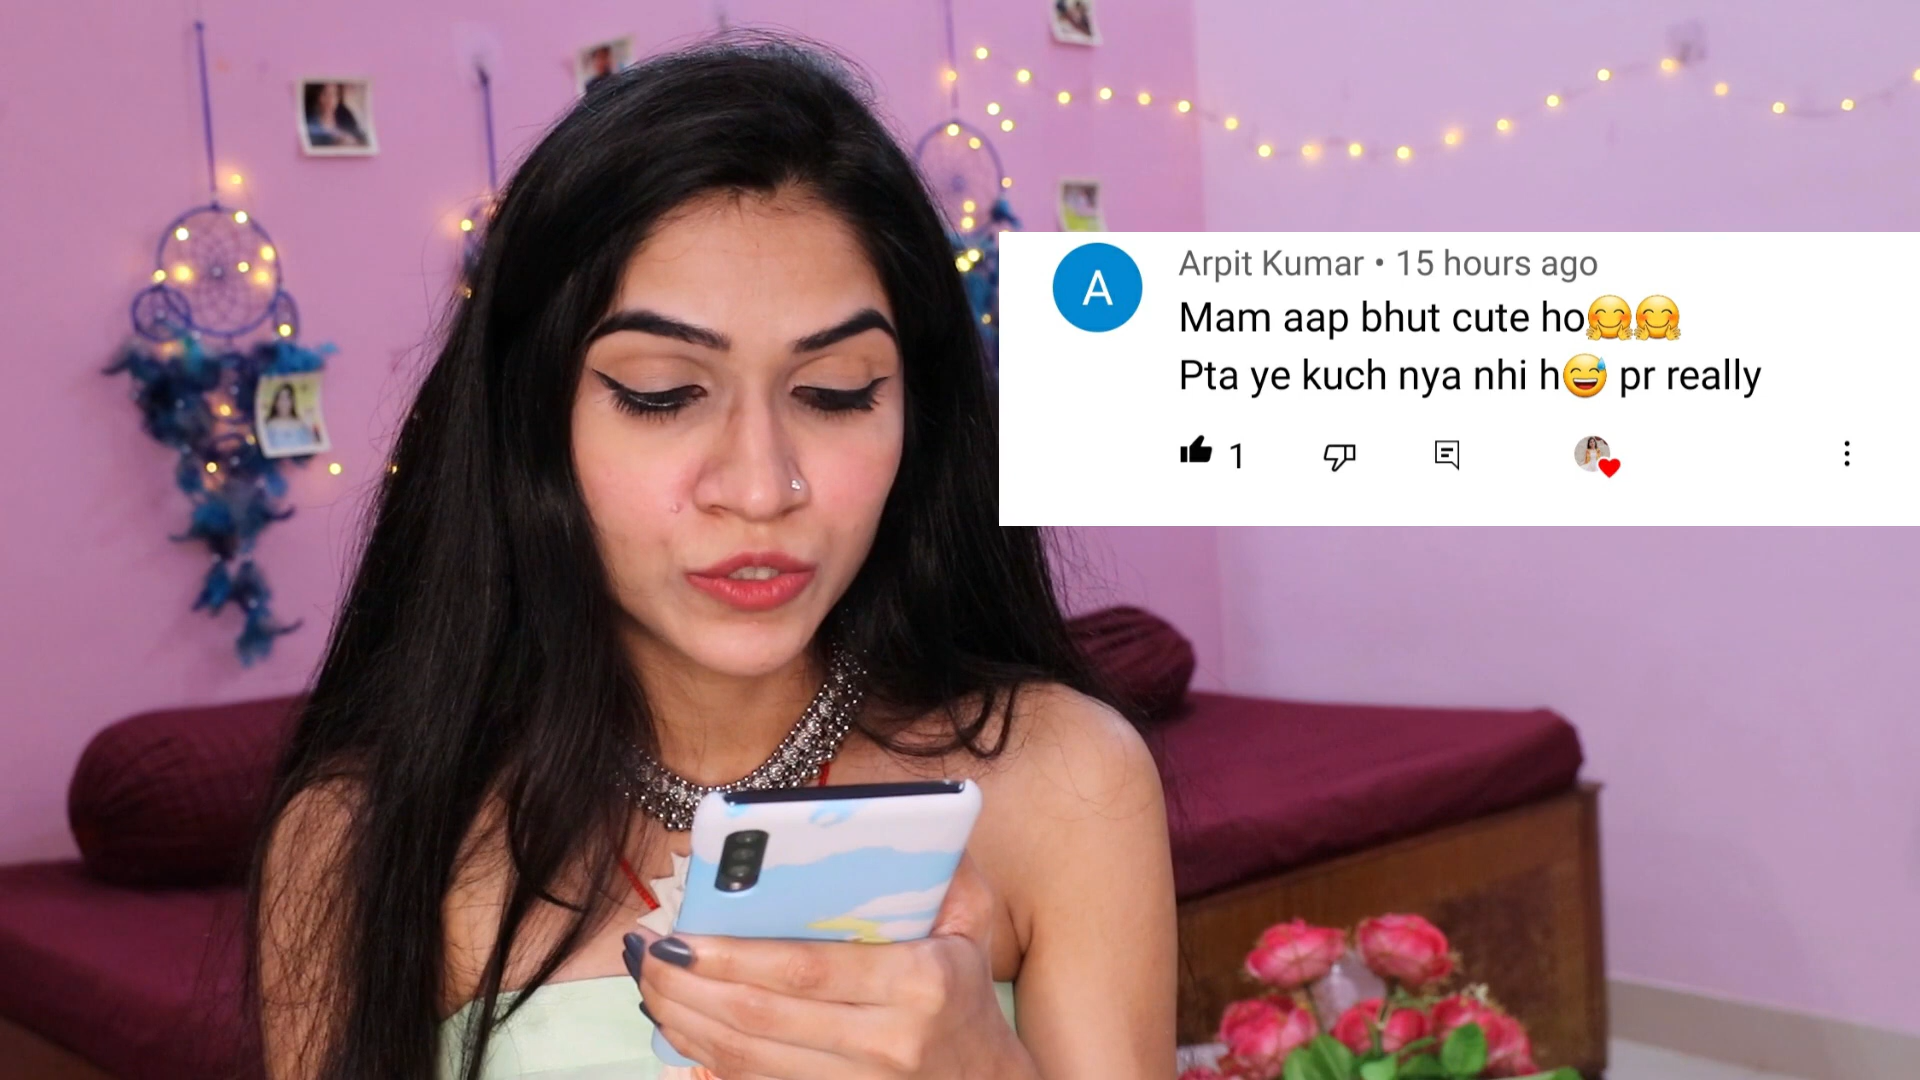 A
Arpit Kumar • 15 hours ago
Mam aap bhut cute ho🤗🤗
Pta ye kuch nya nhi h😅 pr really
1